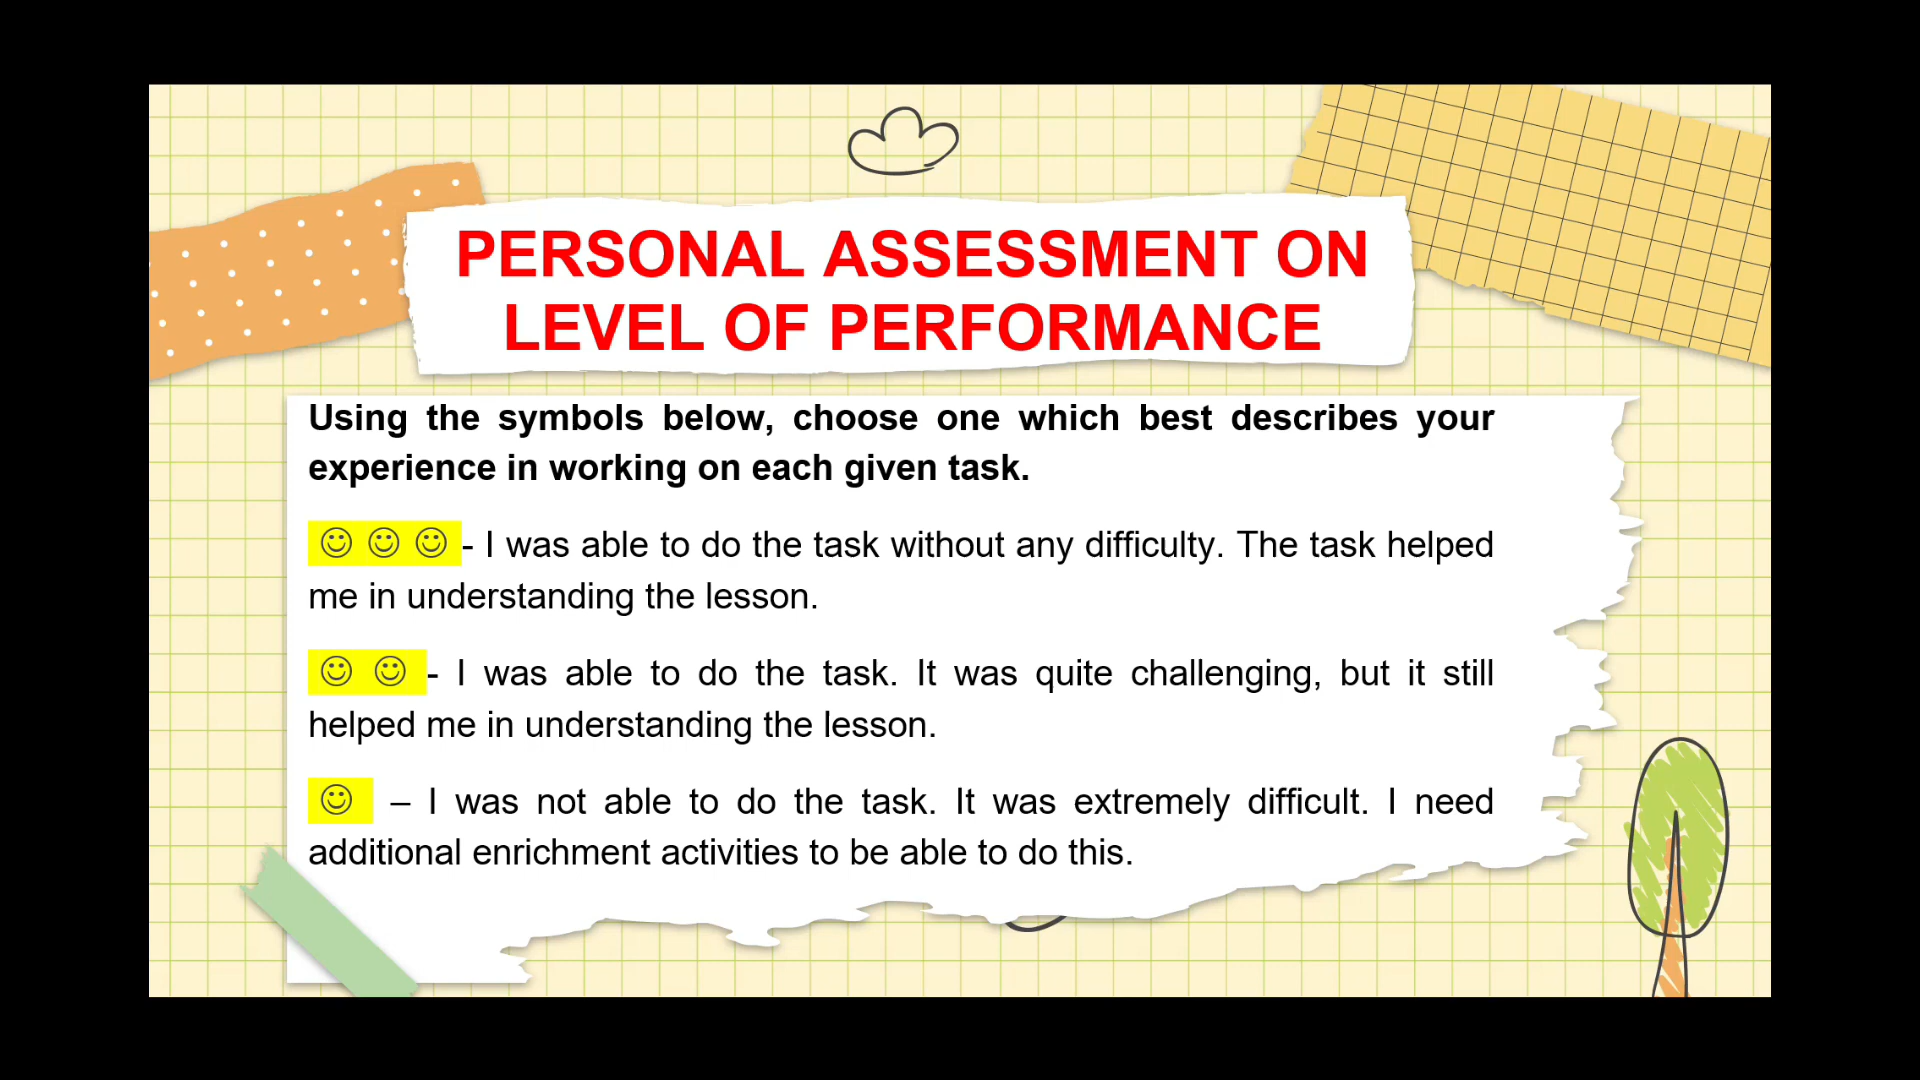 PERSONAL ASSESSMENT ON
LEVEL OF PERFORMANCE
Using the symbols below, choose one which best describes your
experience in working on each given task.
☺ ☺ ☺ - I was able to do the task without any difficulty. The task helped
me in understanding the lesson.
☺ ☺ - I was able to do the task. It was quite challenging, but it still
helped me in understanding the lesson.
☺ – I was not able to do the task. It was extremely difficult. I need
additional enrichment activities to be able to do this.